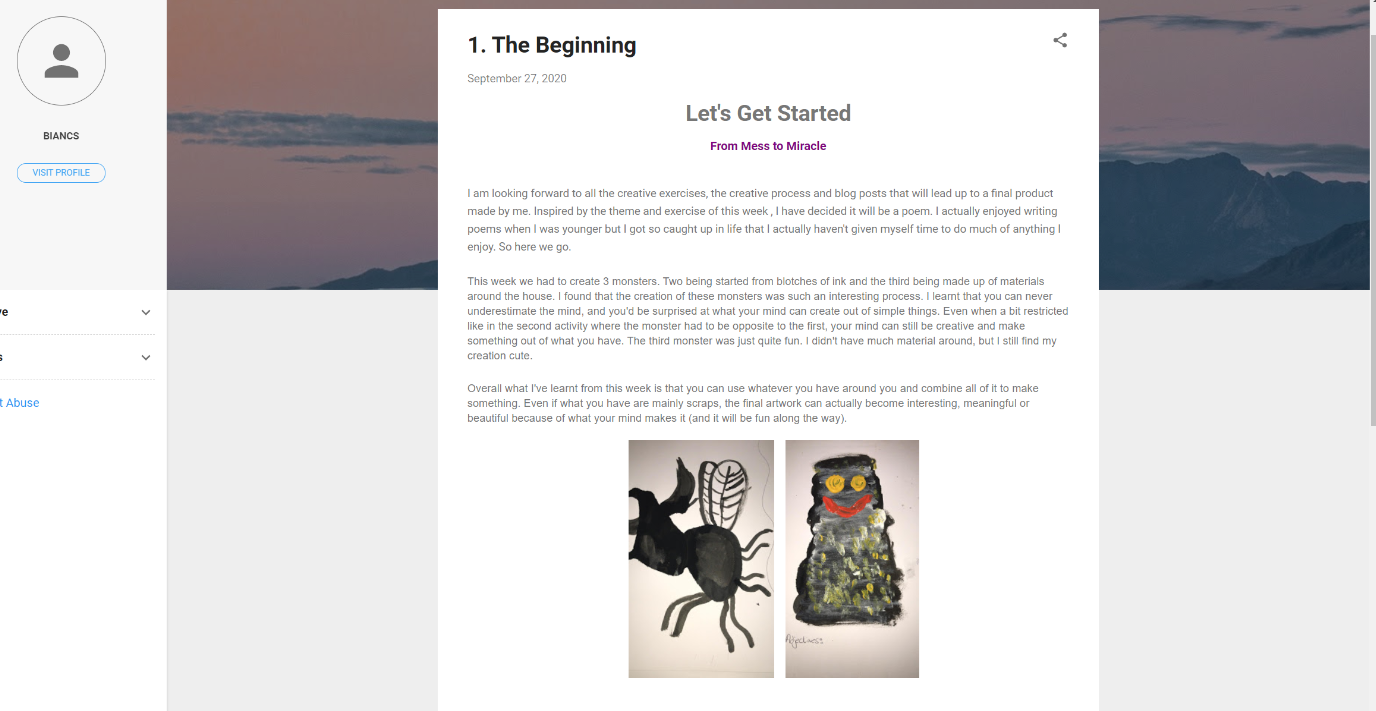 BIANCS
VISIT PROFILE
ve
s
t Abuse
1. The Beginning
September 27, 2020
Let's Get Started
From Mess to Miracle
I am looking forward to all the creative exercises, the creative process and blog posts that will lead up to a final product
made by me. Inspired by the theme and exercise of this week , I have decided it will be a poem. I actually enjoyed writing
poems when I was younger but I got so caught up in life that I actually haven't given myself time to do much of anything I
enjoy. So here we go.
This week we had to create 3 monsters. Two being started from blotches of ink and the third being made up of materials
around the house. I found that the creation of these monsters was such an interesting process. I learnt that you can never
underestimate the mind, and you'd be surprised at what your mind can create out of simple things. Even when a bit restricted
like in the second activity where the monster had to be opposite to the first, your mind can still be creative and make
something out of what you have. The third monster was just quite fun. I didn't have much material around, but I still find my
creation cute.
Overall what I've learnt from this week is that you can use whatever you have around you and combine all of it to make
something. Even if what you have are mainly scraps, the final artwork can actually become interesting, meaningful or
beautiful because of what your mind makes it (and it will be fun along the way).